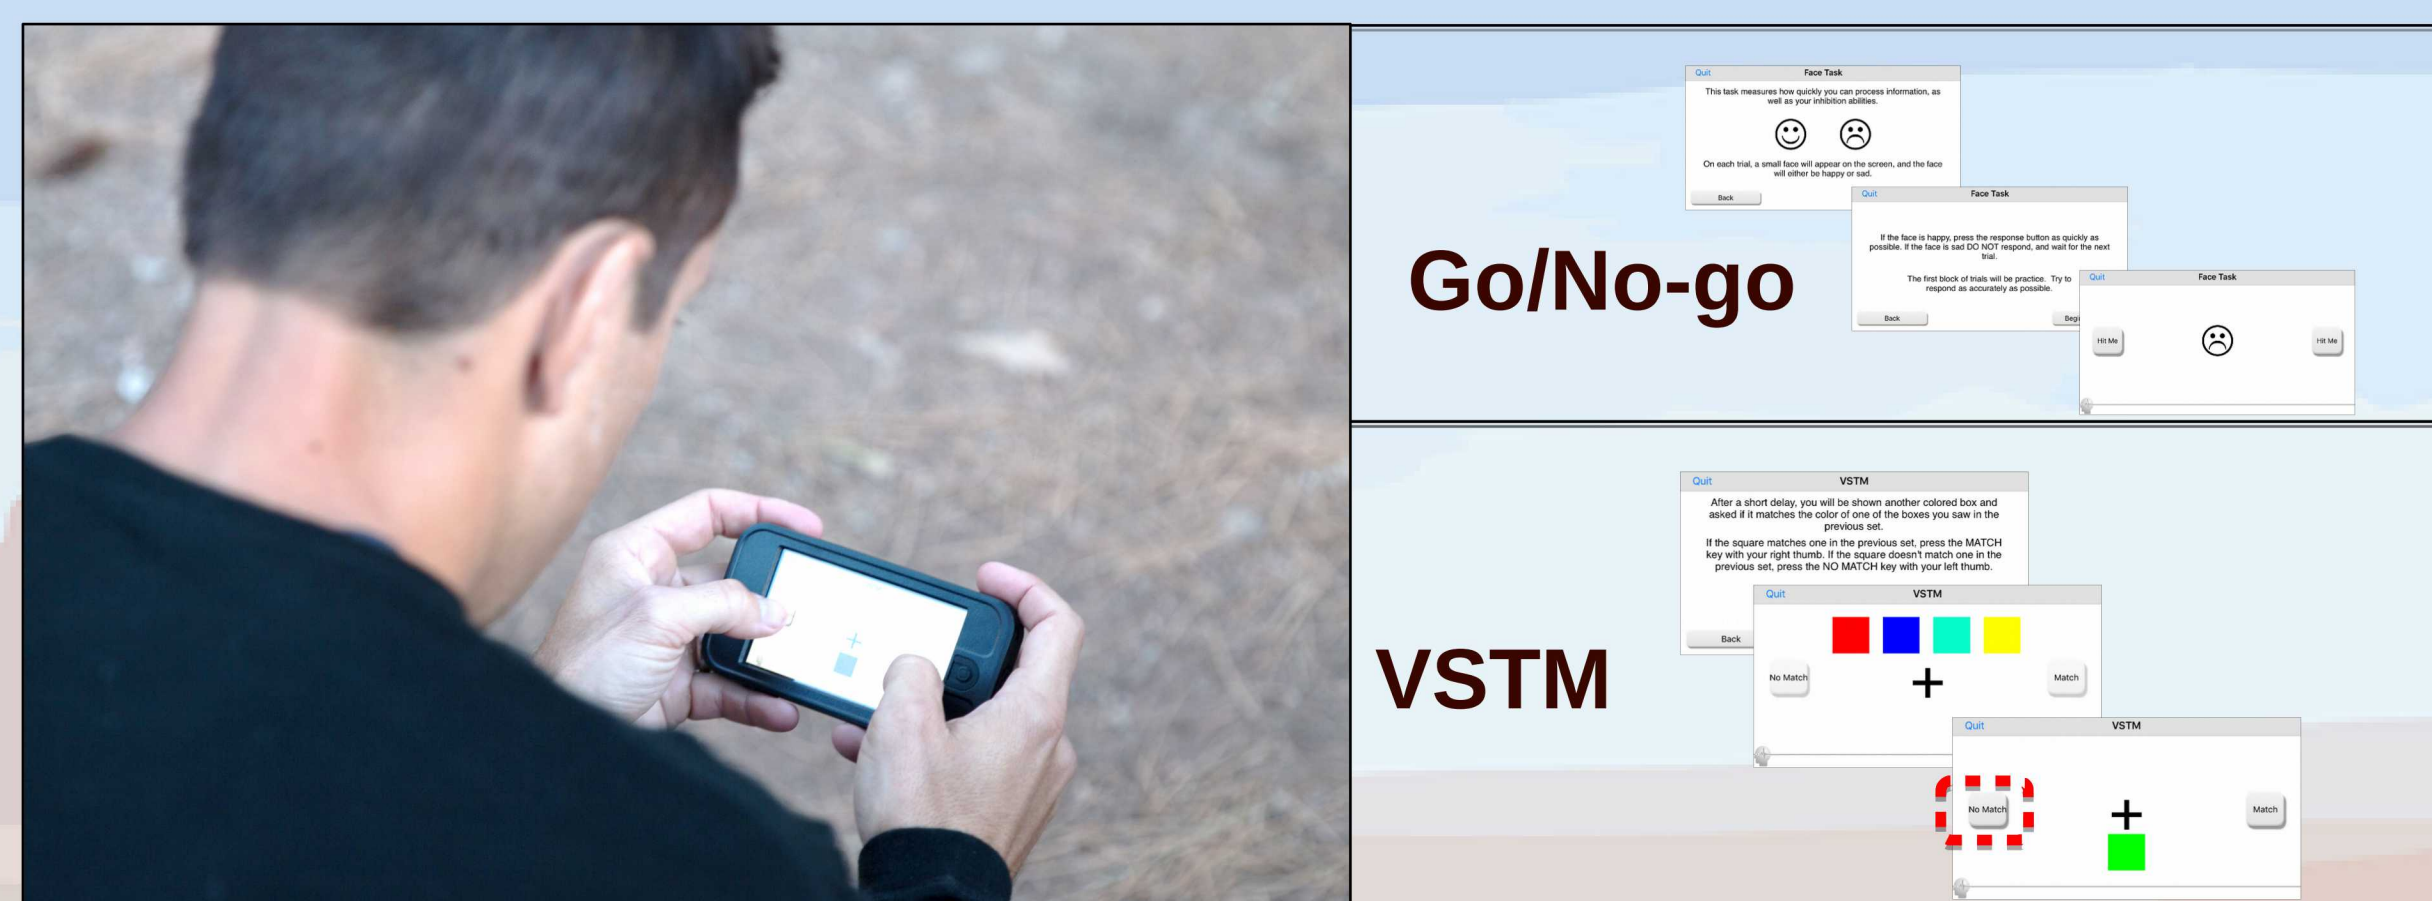 Quit
Face Task
This task measures how quickly you can process information, as
well as your inhibition abilities.
On each trial, a small face will appear on the screen, and the face
will either be happy or sad.
Back
Quit
Face Task
If the face is happy, press the response button as quickly as
possible. If the face is sad DO NOT respond, and wait for the next
trial.
The first block of trials will be practice. Try to
respond as accurately as possible.
Back
Begi
Quit
Face Task
Hit Me
Hit Me
Go/No-go
Quit
VSTM
After a short delay, you will be shown another colored box and
asked if it matches the color of one of the boxes you saw in the
previous set.
If the square matches one in the previous set, press the MATCH
key with your right thumb. If the square doesn't match one in the
previous set, press the NO MATCH key with your left thumb.
Back
Quit
VSTM
No Match
Match
VSTM
Quit
VSTM
No Match
Match